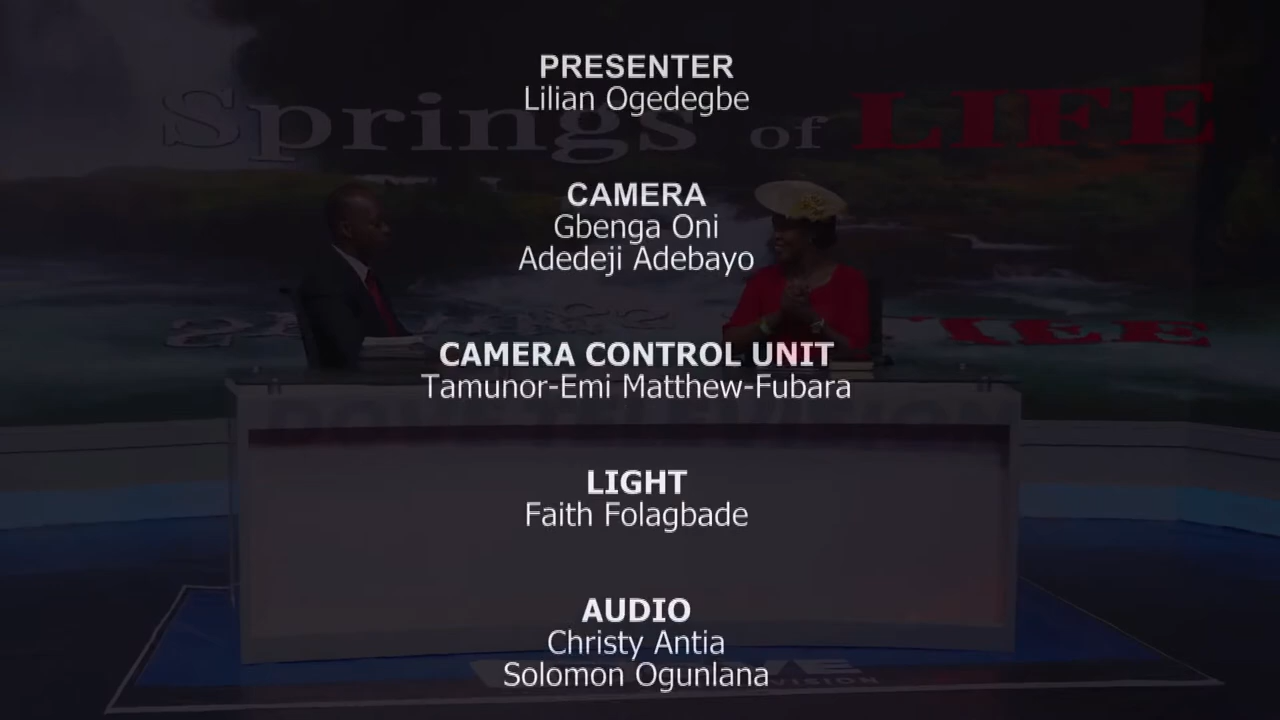 PRESENTER
Lilian Ogedegbe
Springs of LIFE
CAMERA
Gbenga Oni
Adedeji Adebayo
CAMERA CONTROL UNIT
Tamunor-Emi Matthew-Fubara
LIGHT
Faith Folagbade
AUDIO
Christy Antia
Solomon Ogunlana